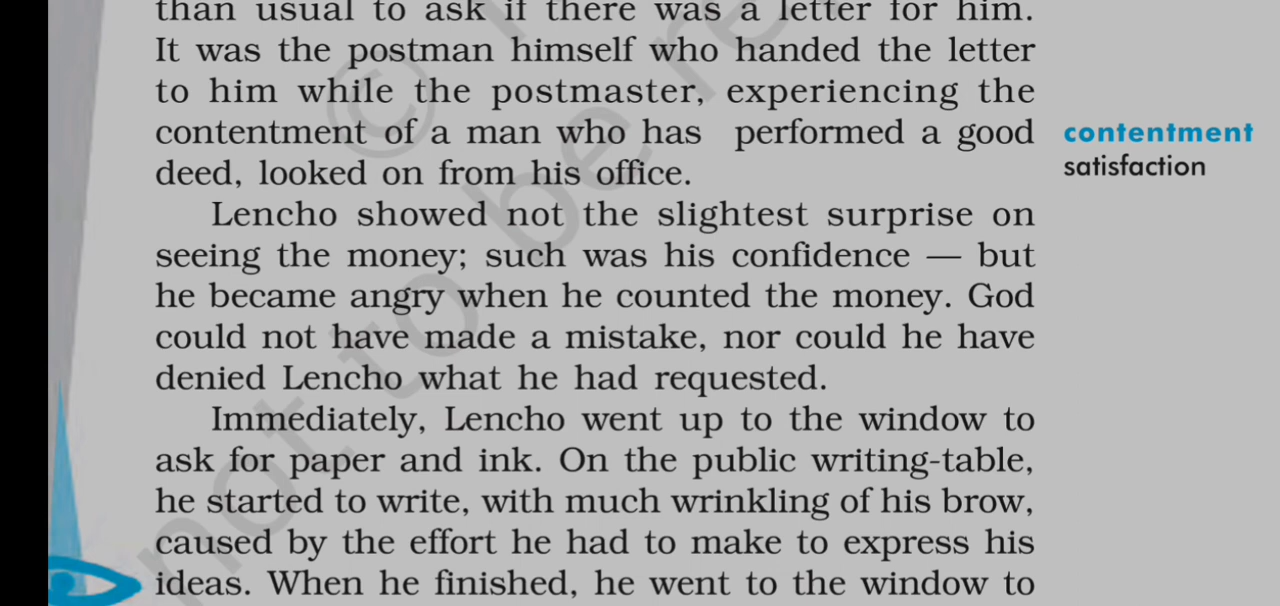 than usual to ask if there was a letter for him.
It was the postman himself who handed the letter
to him while the postmaster, experiencing the
contentment of a man who has performed a good
deed, looked on from his office.
contentment
satisfaction
Lencho showed not the slightest surprise on
seeing the money; such was his confidence — but
he became angry when he counted the money. God
could not have made a mistake, nor could he have
denied Lencho what he had requested.
Immediately, Lencho went up to the window to
ask for paper and ink. On the public writing-table,
he started to write, with much wrinkling of his brow,
caused by the effort he had to make to express his
ideas. When he finished, he went to the window to
©
not to be re